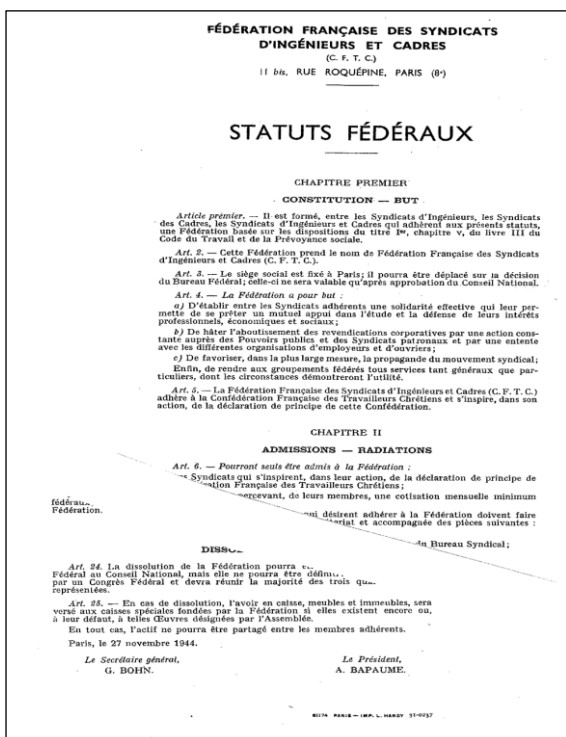 FÉDÉRATION FRANÇAISE DES SYNDICATS
D'INGÉNIEURS ET CADRES
(C. F. T. C.)
11 bis, RUE ROQUÉPINE, PARIS (8e)
STATUTS FÉDÉRAUX
CHAPITRE PREMIER
CONSTITUTION — BUT
Article premier. — Il est formé, entre les Syndicats d'Ingénieurs, les Syndicats
des Cadres, les Syndicats d'Ingénieurs et Cadres qui adhèrent aux présents statuts,
une Fédération basée sur les dispositions du titre Ier, chapitre V, du livre III du
Code du Travail et de la Prévoyance sociale.
Art. 2. — Cette Fédération prend le nom de Fédération Française des Syndicats
d'Ingénieurs et Cadres (C. F. T. C.).
Art. 3. — Le siège social est fixé à Paris; il pourra être déplacé sur la décision
du Bureau Fédéral; celle-ci ne sera valable qu'après approbation du Conseil National.
Art. 4. — La Fédération a pour but :
a) D'établir entre les Syndicats adhérents une solidarité effective qui leur per-
mette de se prêter un mutuel appui dans l'étude et la défense de leurs intérêts
professionnels, économiques et sociaux;
b) De hâter l'aboutissement des revendications corporatives par une action cons-
tante auprès des Pouvoirs publics et des Syndicats patronaux et par une entente
avec les différentes organisations d'employeurs et d'ouvriers;
c) De favoriser, dans la plus large mesure, la propagande du mouvement syndical;
Enfin, de rendre aux groupements fédérés tous services tant généraux que par-
ticuliers, dont les circonstances démontreront l'utilité.
Art. 5. — La Fédération Française des Syndicats d'Ingénieurs et Cadres (C. F. T. C.)
adhère à la Confédération Française des Travailleurs Chrétiens et s'inspire, dans son
action, de la déclaration de principe de cette Confédération.
CHAPITRE II
ADMISSIONS — RADIATIONS
Art. 6. — Pourront seuls être admis à la Fédération :
Syndicats qui s'inspirent, dans leur action, de la déclaration de principe de
Française des Travailleurs Chrétiens;
percevant, de leurs membres, une cotisation mensuelle minimum
Fédération.
désirent adhérer à la Fédération doivent faire
et accompagnée des pièces suivantes :
Bureau Syndical;
Art. 24. La dissolution de la Fédération pourra
Fédéral au Conseil National, mais elle ne pourra être
par un Congrès Fédéral et devra réunir la majorité des trois
représentées.
Art. 25. — En cas de dissolution, l'avoir en caisse, meubles et immeubles, sera
versé aux caisses spéciales fondées par la Fédération si elles existent encore ou,
à leur défaut, à telles Œuvres désignées par l'Assemblée.
En tout cas, l'actif ne pourra être partagé entre les membres adhérents.
Paris, le 27 novembre 1944.
Le Secrétaire général, Le Président,
G. BOHN. A. BAPAUME.
61174 PARIS — IMP. L. HARDY 31-0237